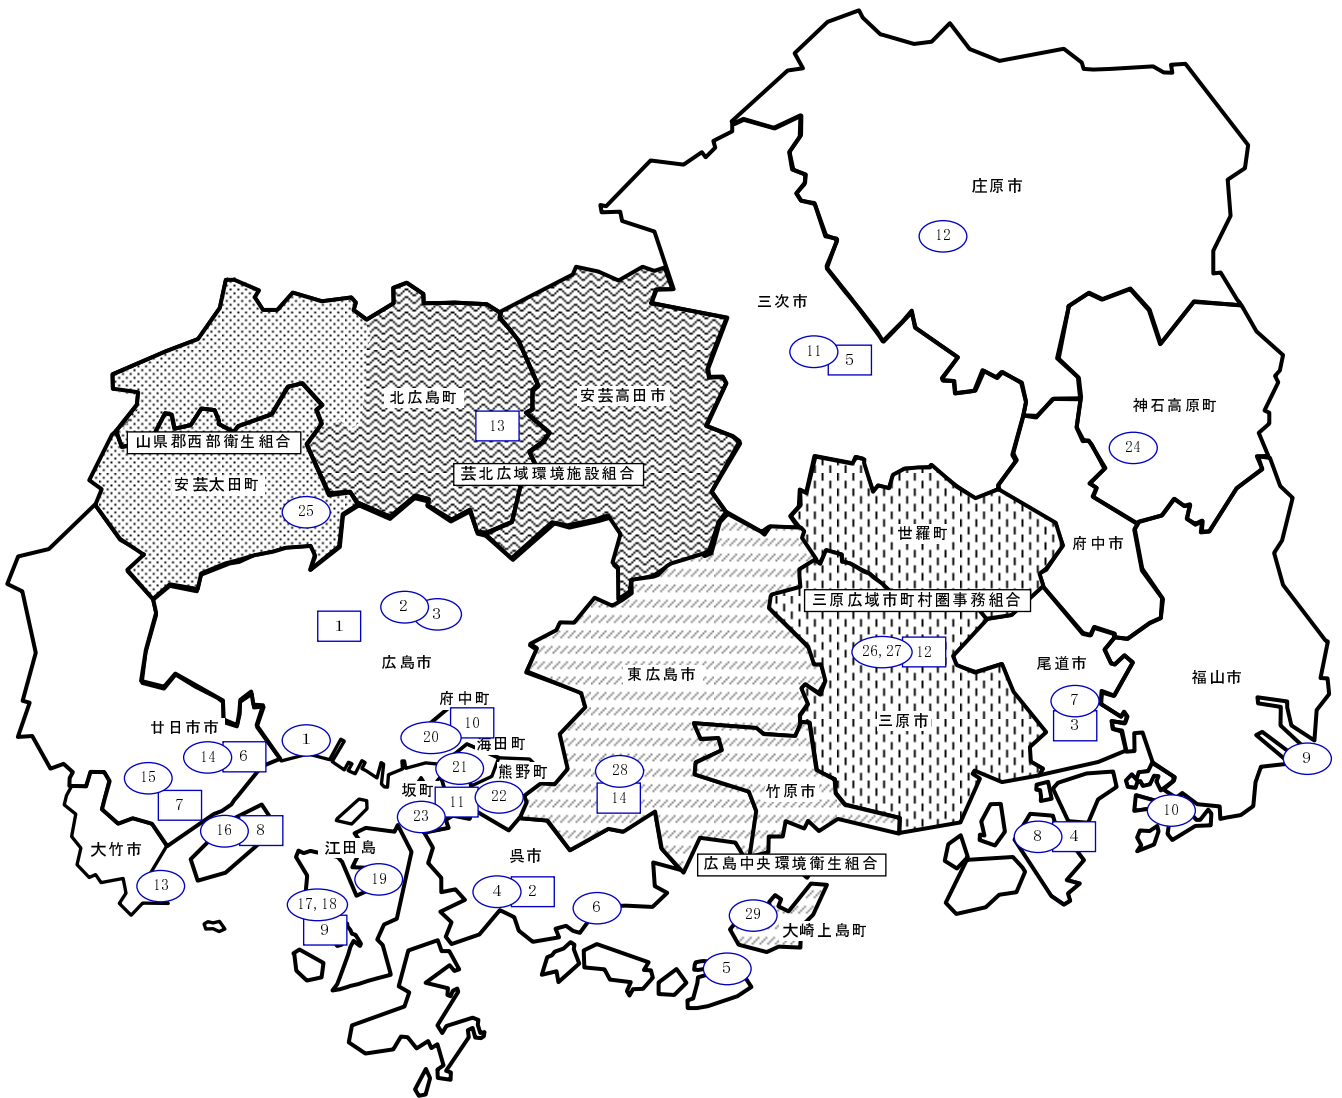 庄原市
12
三次市
11
5
神石高原町
24
北広島町
安芸高田市
13
山県郡西部衛生組合
芸北広域環境施設組合
安芸太田町
25
世羅町
府中市
三原広域市町村圏事務組合
2
3
1
広島市
26,27
12
尾道市
福山市
東広島市
7
3
三原市
府中町
10
20
海田町
廿日市市
14
6
1
9
21
熊野町
28
14
竹原市
15
7
坂町
11
22
23
10
16
8
8
4
大竹市
江田島
呉市
広島中央環境衛生組合
13
19
4
2
6
17,18
9
29
大崎上島町
5